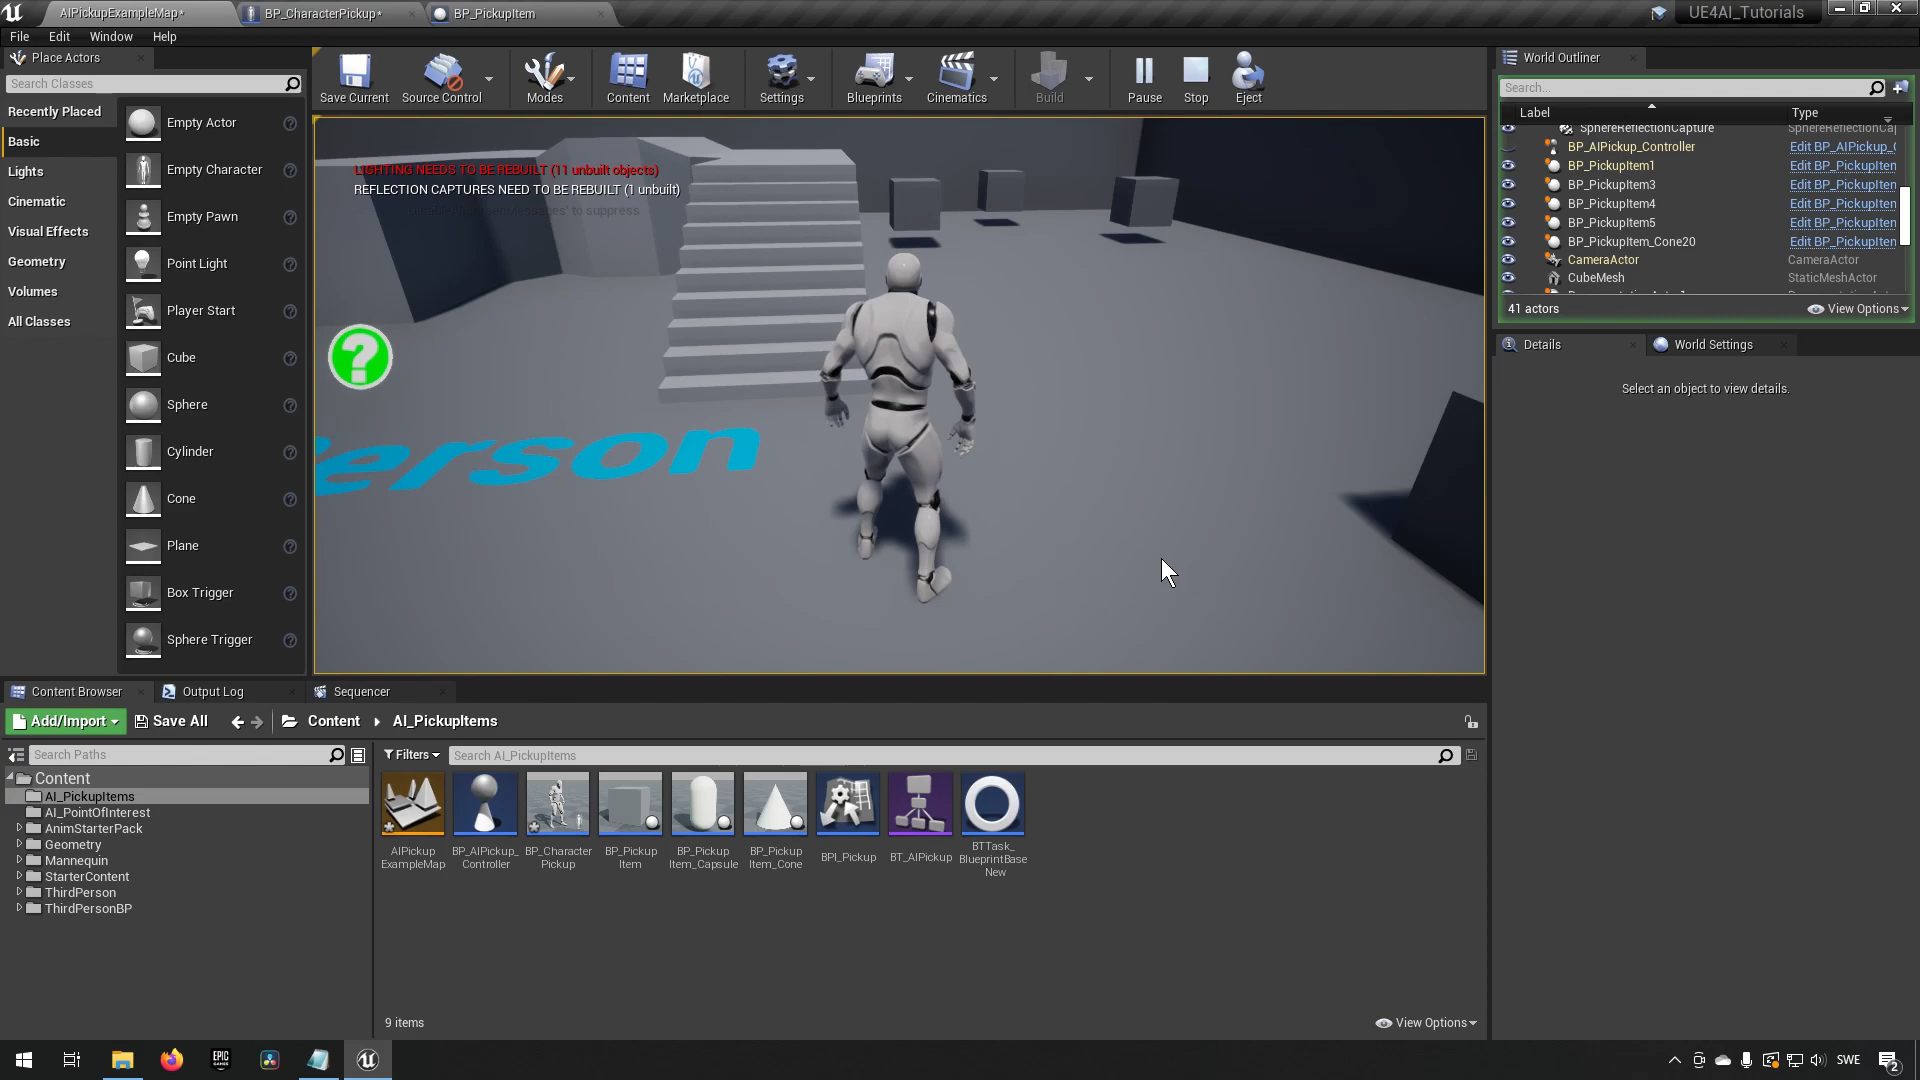 AIPickupExampleMap*
BP_CharacterPickup*
BP_PickupItem
UE4AI_Tutorials
File Edit Window Help
Place Actors
Search Classes
Recently Placed
Basic
Lights
Cinematic
Visual Effects
Geometry
Volumes
All Classes
Empty Actor
Empty Character
Empty Pawn
Point Light
Player Start
Cube
Sphere
Cylinder
Cone
Plane
Box Trigger
Sphere Trigger
Save Current
Source Control
Modes
Content
Marketplace
Settings
Blueprints
Cinematics
Build
Pause
Stop
Eject
LIGHTING NEEDS TO BE REBUILT (11 unbuilt objects)
REFLECTION CAPTURES NEED TO BE REBUILT (1 unbuilt)
to suppress
?
erson
World Outliner
Search...
Label Type
SphereReflectionCapture SphereReflectionCap
BP_AIPickup_Controller Edit BP_AIPickup_C
BP_PickupItem1 Edit BP_PickupItem
BP_PickupItem3 Edit BP_PickupItem
BP_PickupItem4 Edit BP_PickupItem
BP_PickupItem5 Edit BP_PickupItem
BP_PickupItem_Cone20 Edit BP_PickupItem
CameraActor CameraActor
CubeMesh StaticMeshActor
41 actors
View Options
Details
World Settings
Select an object to view details.
Content Browser
Output Log
Sequencer
Add/Import
Save All
Content
AI_PickupItems
Search Paths
Filters
Search AI_PickupItems
Content
AI_PickupItems
AI_PointOfInterest
AnimStarterPack
Geometry
Mannequin
StarterContent
ThirdPerson
ThirdPersonBP
AIPickup
ExampleMap
BP_AIPickup_
Controller
BP_Character
Pickup
BP_Pickup
Item
BP_Pickup
Item_Capsule
BP_Pickup
Item_Cone
BPI_Pickup
BT_AIPickup
BTTask_
BlueprintBase
New
9 items
View Options
EPIC
GAMES
SWE
2